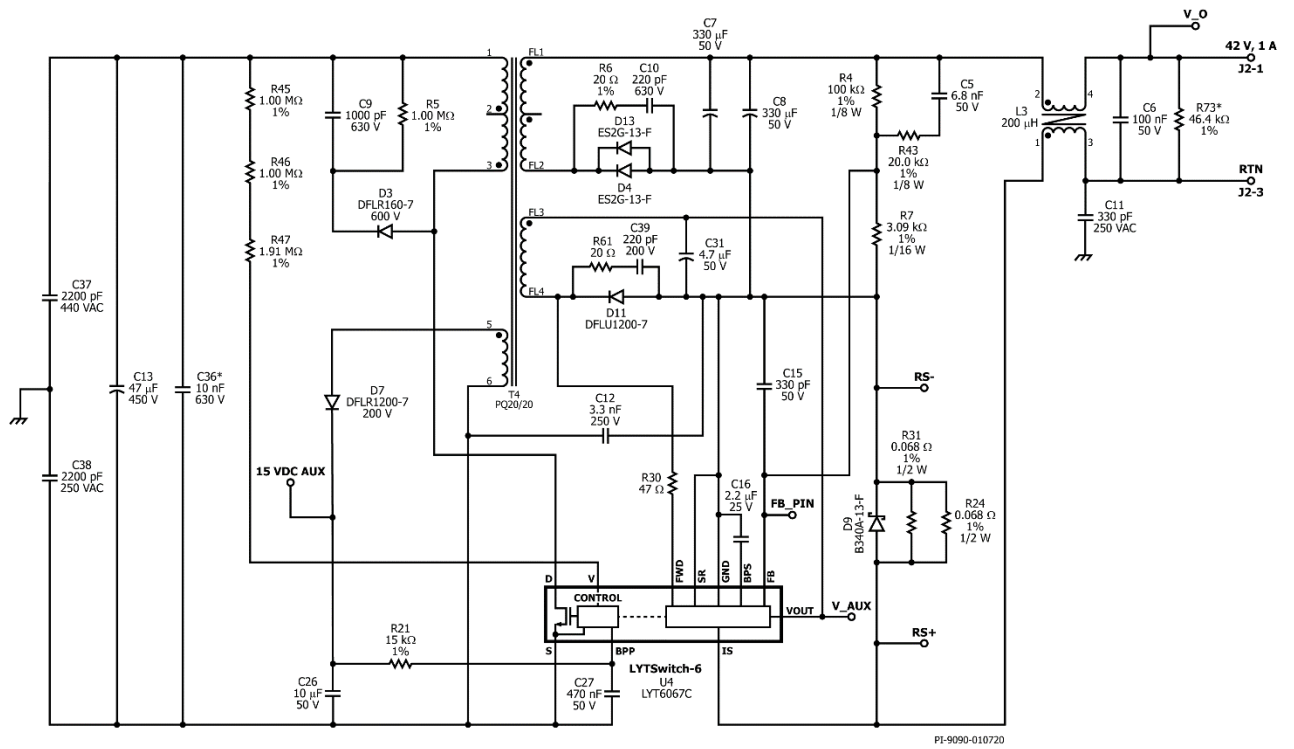 V_O
C7
330 μF
50 V
42 V, 1 A
J2-1
1
FL1
R6
20 Ω
1%
C10
220 pF
630 V
R4
100 kΩ
1%
1/8 W
C5
6.8 nF
50 V
R45
1.00 MΩ
1%
C9
1000 pF
630 V
R5
1.00 MΩ
1%
2
C8
330 μF
50 V
2
4
L3
200 μH
C6
100 nF
50 V
R73*
46.4 kΩ
1%
D13
ES2G-13-F
R43
20.0 kΩ
1%
1/8 W
1
3
R46
1.00 MΩ
1%
3
FL2
D4
ES2G-13-F
RTN
J2-3
D3
DFLR160-7
600 V
FL3
R7
3.09 kΩ
1%
1/16 W
C11
330 pF
250 VAC
R47
1.91 MΩ
1%
R61
20 Ω
C39
220 pF
200 V
C31
4.7 μF
50 V
FL4
D11
DFLU1200-7
C37
2200 pF
440 VAC
5
6
T4
PQ20/20
C13
47 μF
450 V
C36*
10 nF
630 V
D7
DFLR1200-7
200 V
C15
330 pF
50 V
RS-
C12
3.3 nF
250 V
R31
0.068 Ω
1%
1/2 W
C38
2200 pF
250 VAC
15 VDC AUX
R30
47 Ω
C16
2.2 μF
25 V
FB_PIN
D9
B340A-13-F
R24
0.068 Ω
1%
1/2 W
D
V
FWD
SR
GND
BPS
FB
CONTROL
VOUT
V_AUX
R21
15 kΩ
1%
S
BPP
IS
RS+
LYTSwitch-6
U4
LYT6067C
C26
10 μF
50 V
C27
470 nF
50 V
PI-9090-010720